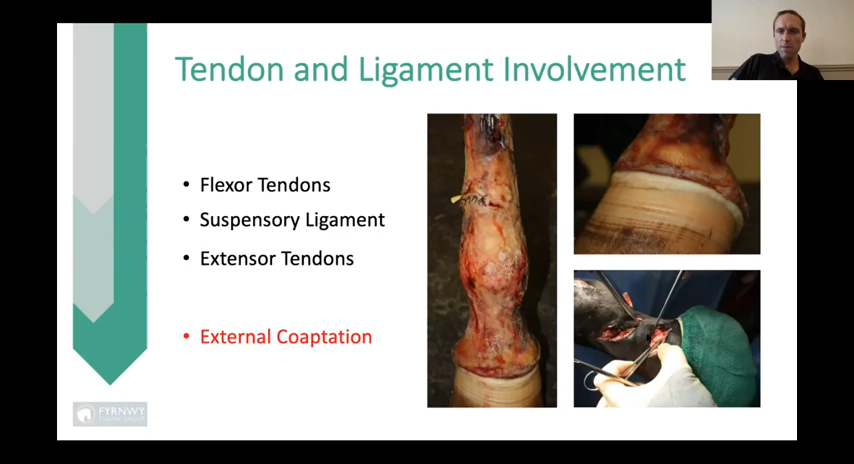 Tendon and Ligament Involvement
• Flexor Tendons
• Suspensory Ligament
• Extensor Tendons
• External Coaptation
FYRNWY